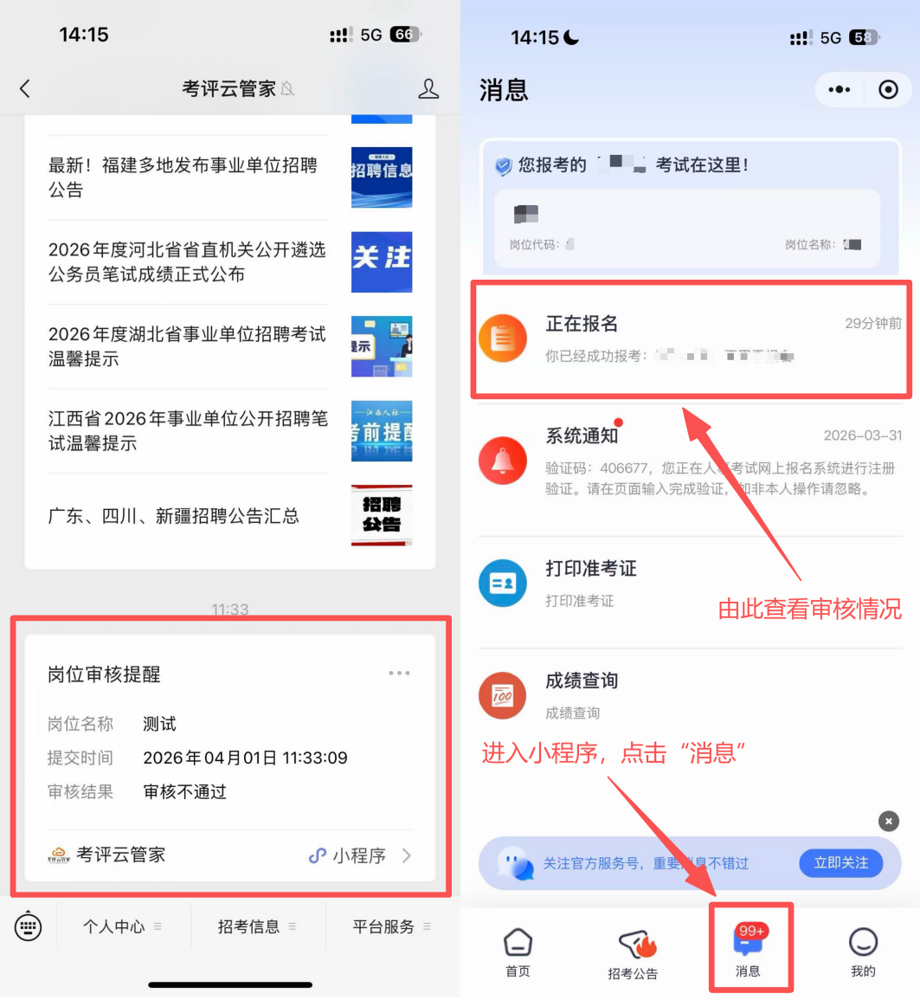 14:15
5G 66
考评云管家
最新！福建多地发布事业单位招聘
公告
招聘信息
2026年度河北省省直机关公开遴选
公务员笔试成绩正式公布
关注
2026年度湖北省事业单位招聘考试
温馨提示
提示
江西省2026年事业单位公开招聘笔
试温馨提示
江西人社
考前提醒
广东、四川、新疆招聘公告汇总
招聘
公告
11:33
岗位审核提醒
岗位名称 测试
提交时间 2026年04月01日 11:33:09
审核结果 审核不通过
考评云管家
小程序
个人中心
招考信息
平台服务
14:15
5G 58
消息
您报考的 考试在这里！
岗位代码：
岗位名称：
正在报名
29分钟前
你已经成功报考：
系统通知
2026-03-31
验证码：406677，您正在人事考试网上报名系统进行注册
验证。请在页面输入完成验证，如非本人操作请忽略。
打印准考证
打印准考证
由此查看审核情况
成绩查询
100
成绩查询
进入小程序，点击“消息”
关注官方服务号，重要消息不错过
立即关注
首页
招考公告
99+
消息
我的